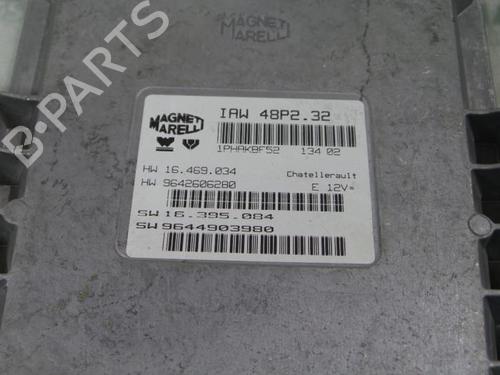 MAGNETI
MARELLI
MAGNETI
MARELLI
IAW 48P2.32
1PHAKBF52 134 02
HW 16.469.034 Chatellerault
HW 9642606280 E 12V=
SW 16.395.084
SW 9644903980
B-PARTS